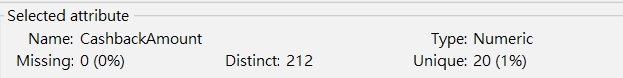 Selected attribute
Name: CashbackAmount Type: Numeric
Missing: 0 (0%) Distinct: 212 Unique: 20 (1%)